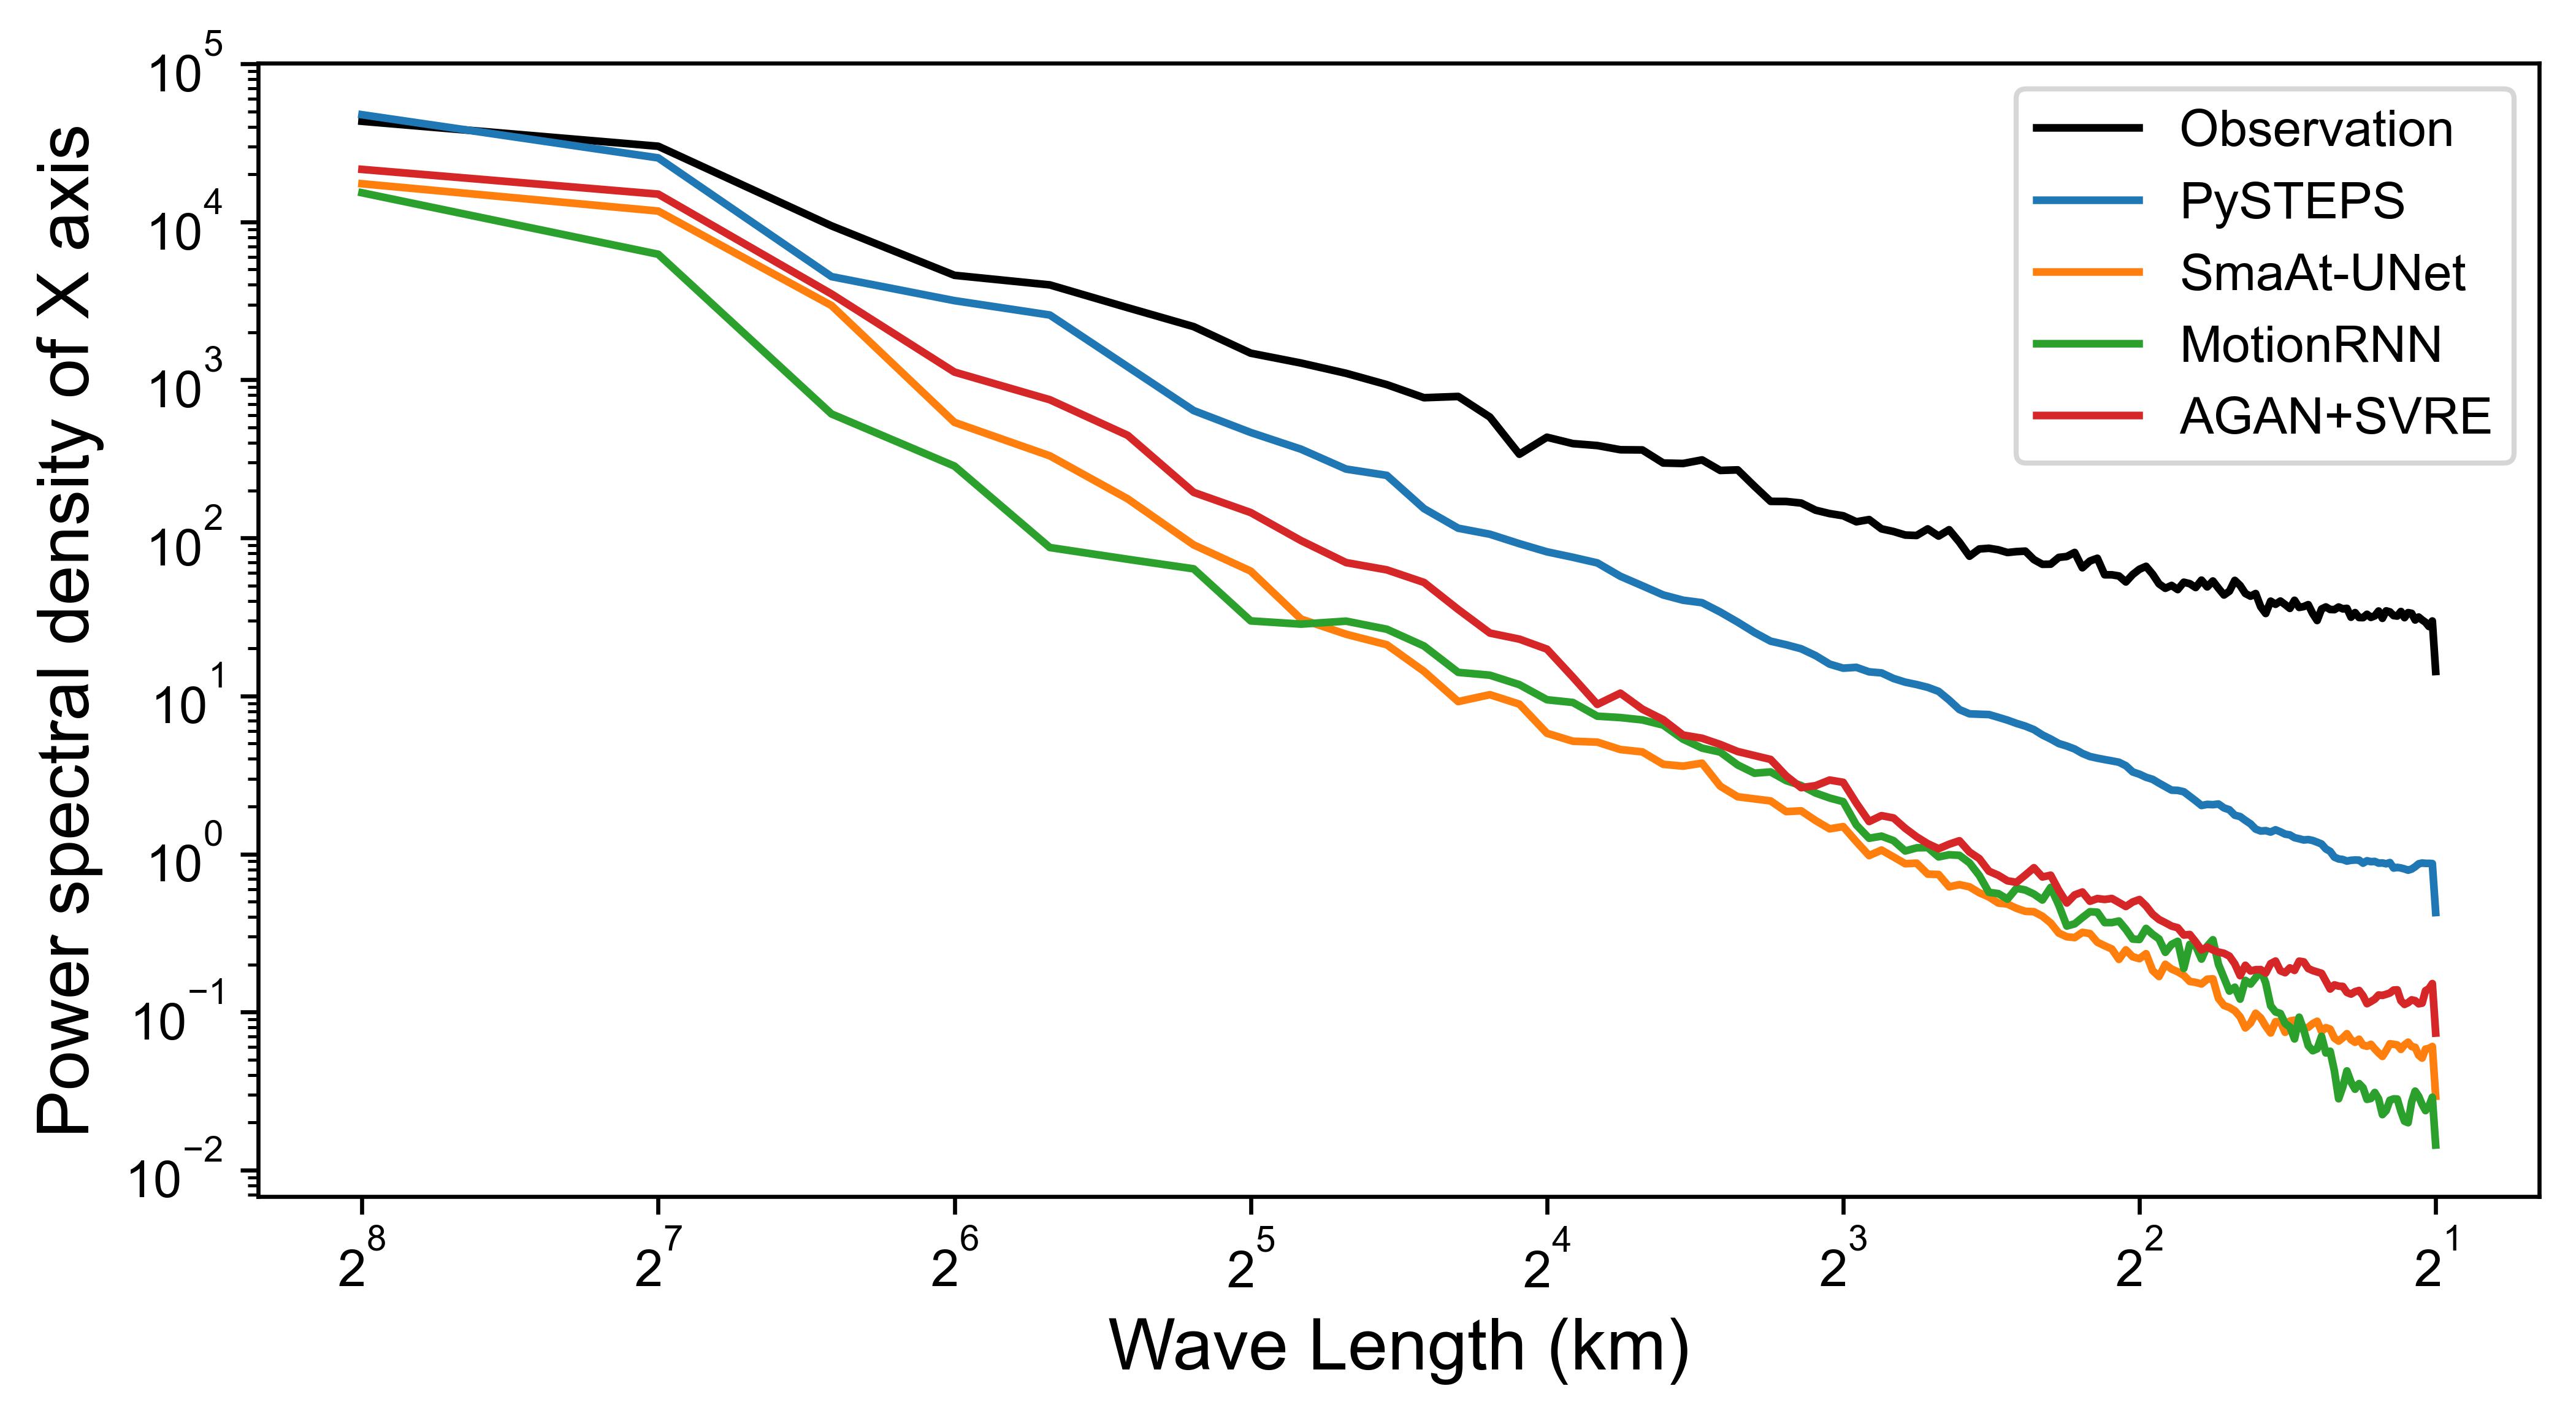 Power spectral density of X axis
10^5
10^4
10^3
10^2
10^1
10^0
10^−1
10^−2
Observation
PySTEPS
SmaAt-UNet
MotionRNN
AGAN+SVRE
2^8 2^7 2^6 2^5 2^4 2^3 2^2 2^1
Wave Length (km)